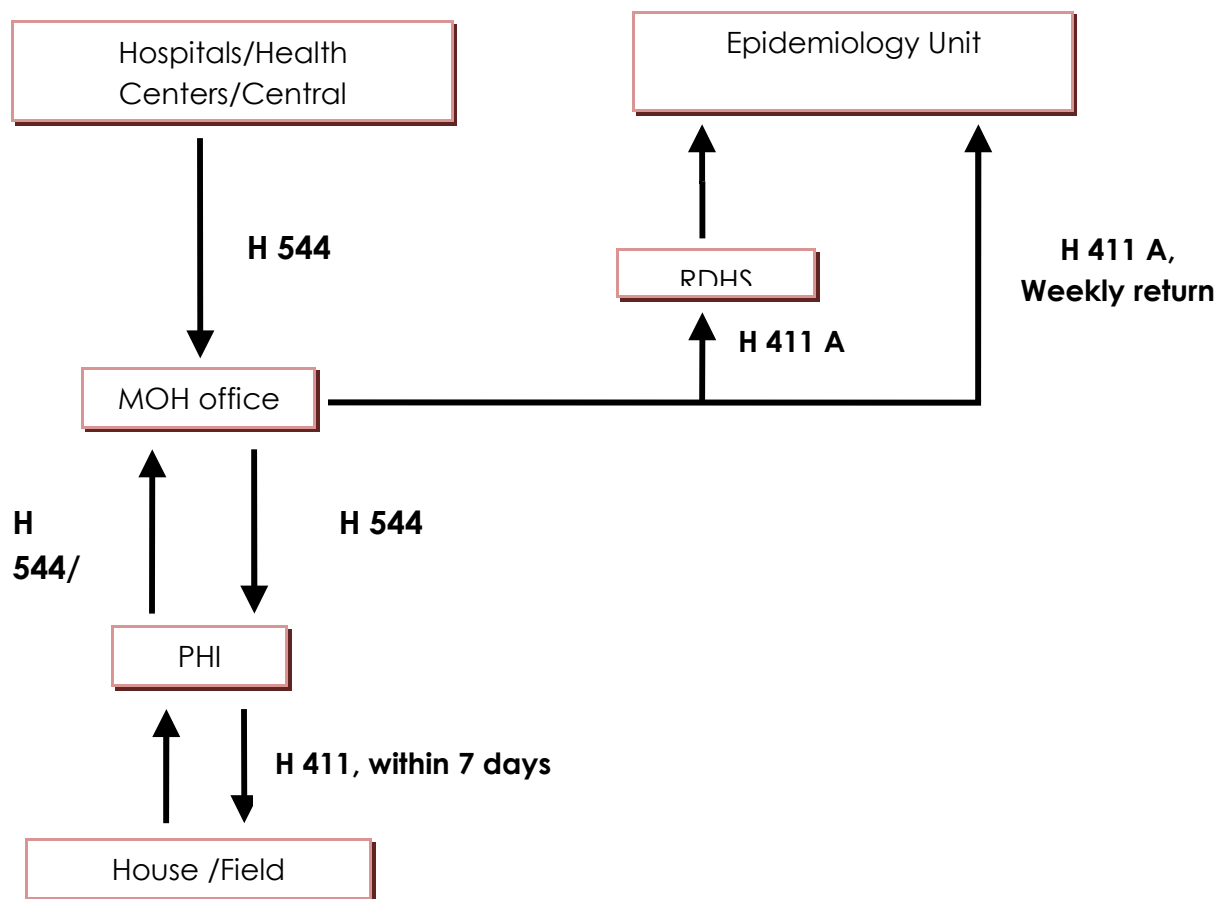 Hospitals/Health
Centers/Central
Epidemiology Unit
H 544
H 411 A,
Weekly return
RDHS
H 411 A
MOH office
H
544/
H 544
PHI
H 411, within 7 days
House /Field